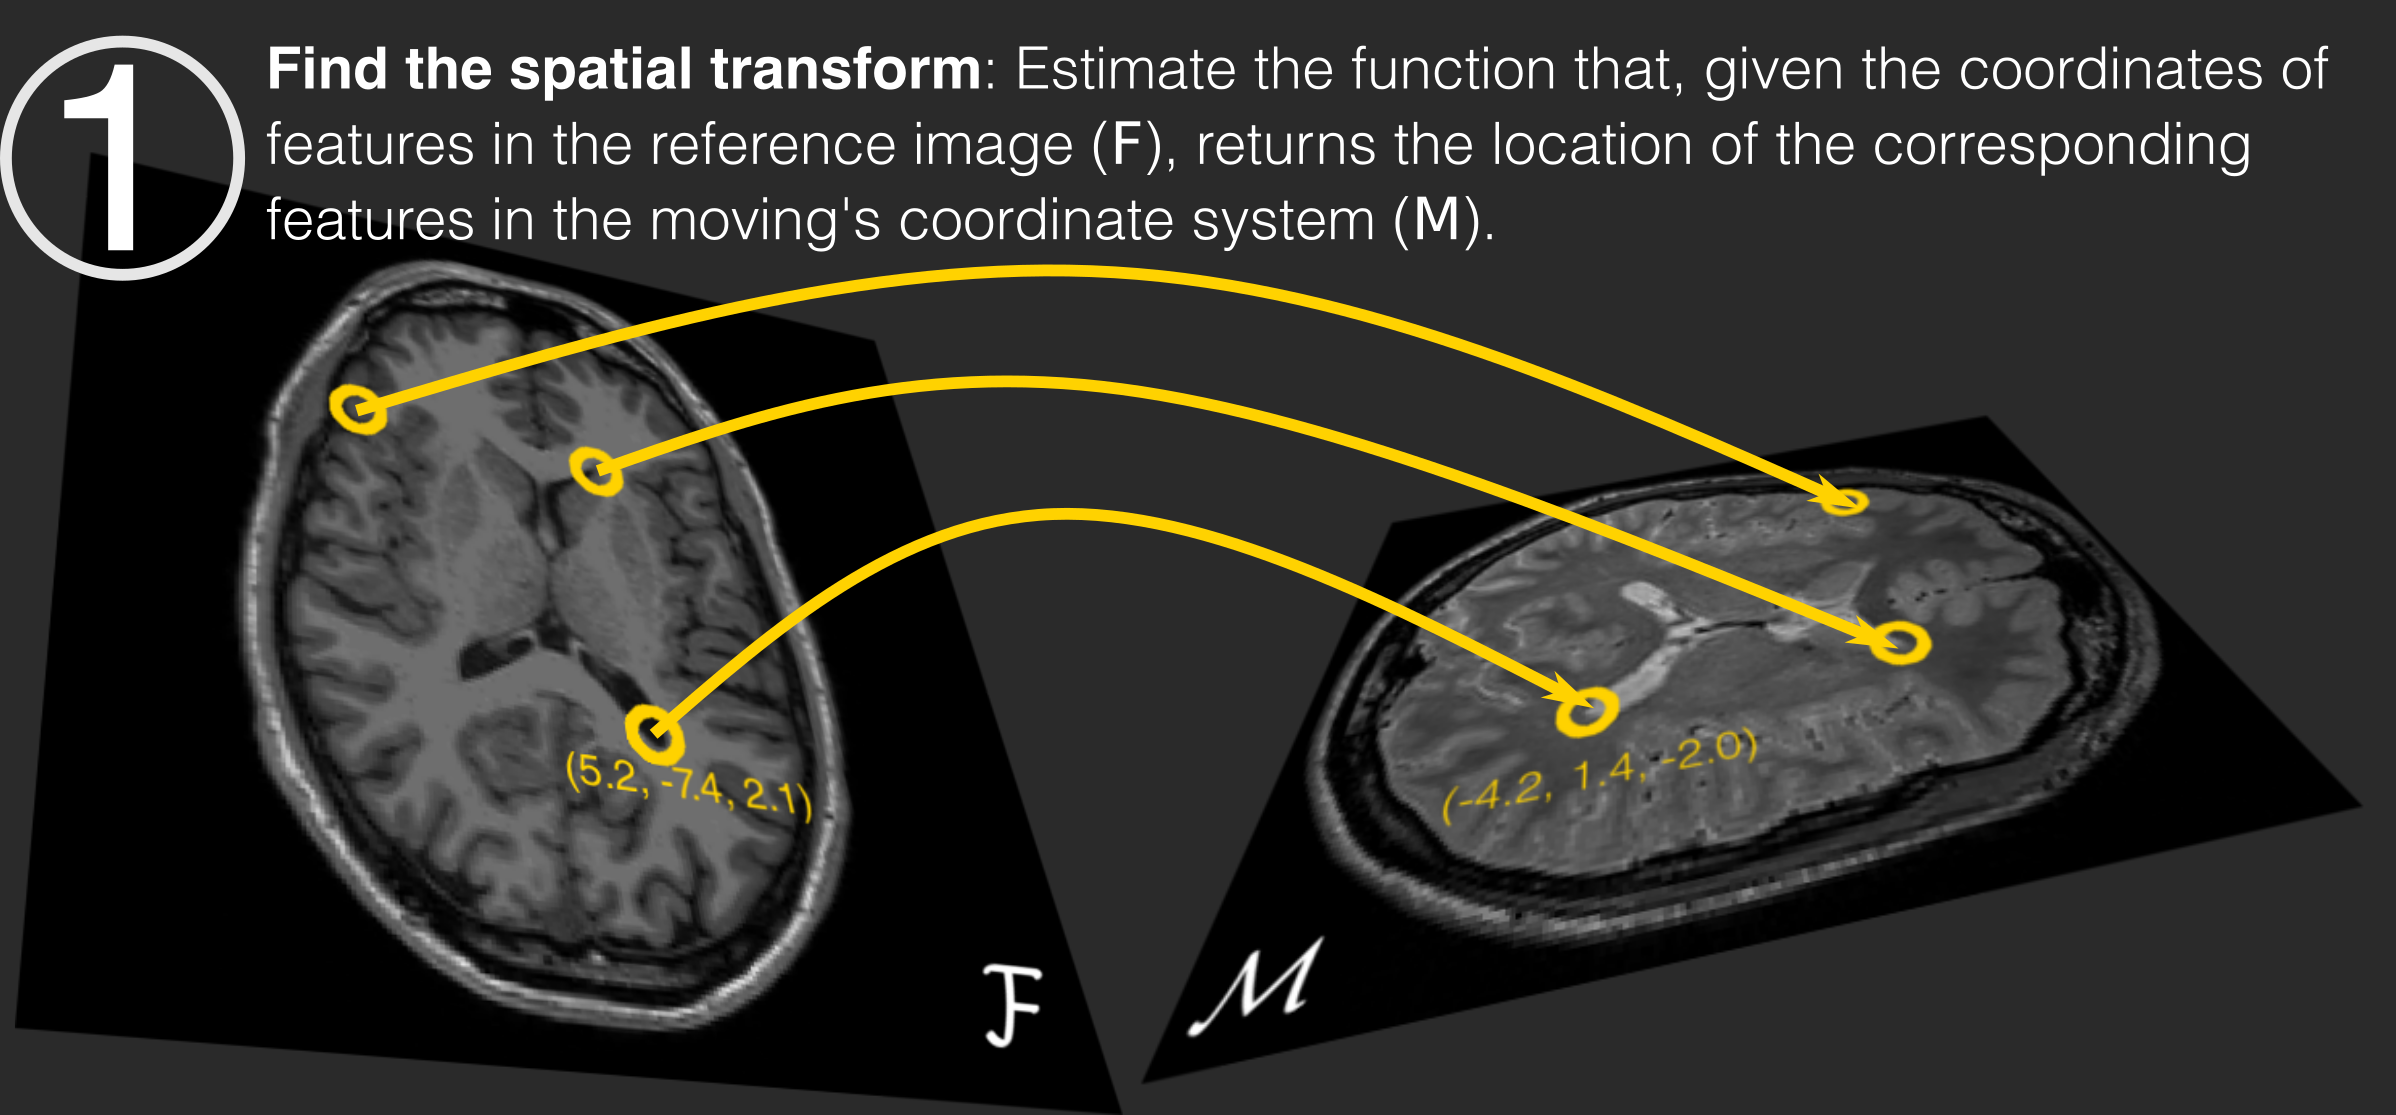 1
Find the spatial transform: Estimate the function that, given the coordinates of
features in the reference image (F), returns the location of the corresponding
features in the moving's coordinate system (M).
(5.2, -7.4, 2.1)
(-4.2, 1.4, -2.0)
F
M